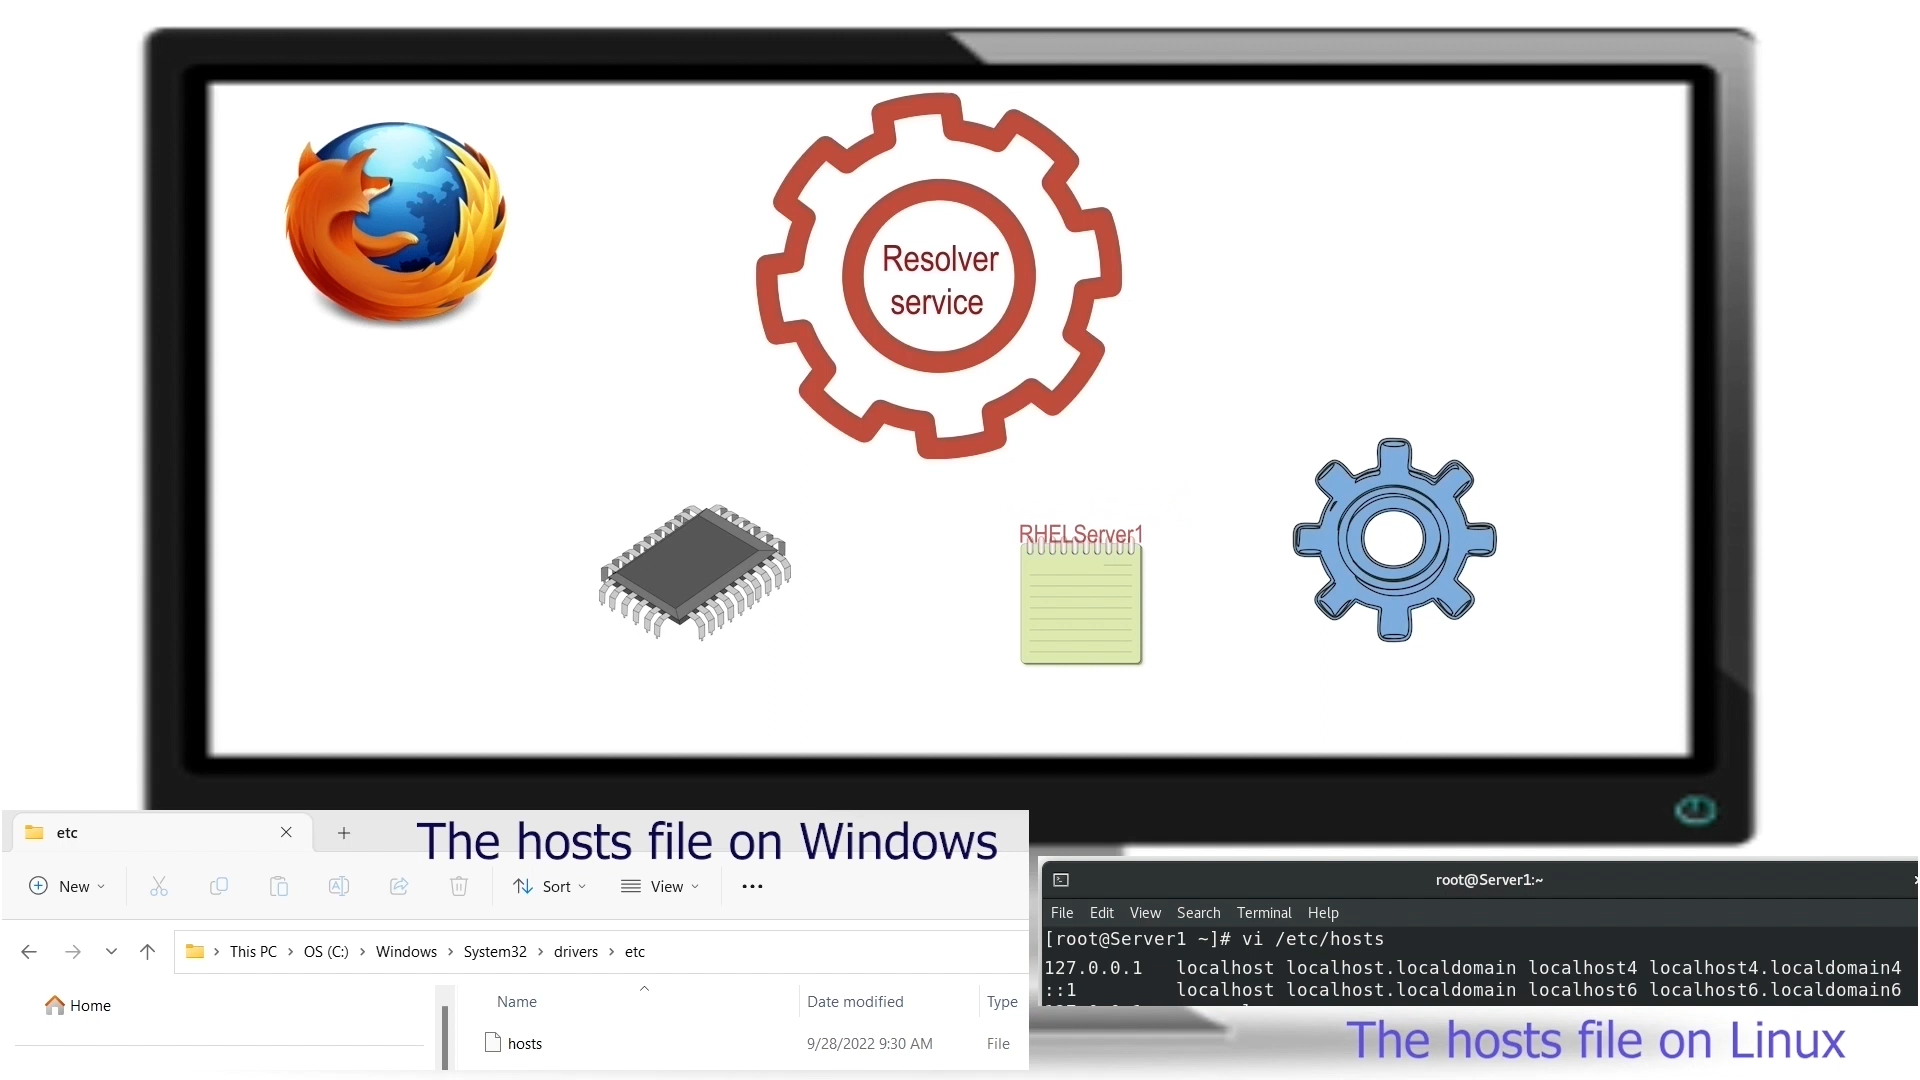 Resolver
service
RHELServer1
etc
The hosts file on Windows
New
Sort
View
This PC > OS (C:) > Windows > System32 > drivers > etc
Home
Name Date modified Type
hosts 9/28/2022 9:30 AM File
root@Server1:~
File Edit View Search Terminal Help
[root@Server1 ~]# vi /etc/hosts
127.0.0.1 localhost localhost.localdomain localhost4 localhost4.localdomain4
::1 localhost localhost.localdomain localhost6 localhost6.localdomain6
The hosts file on Linux